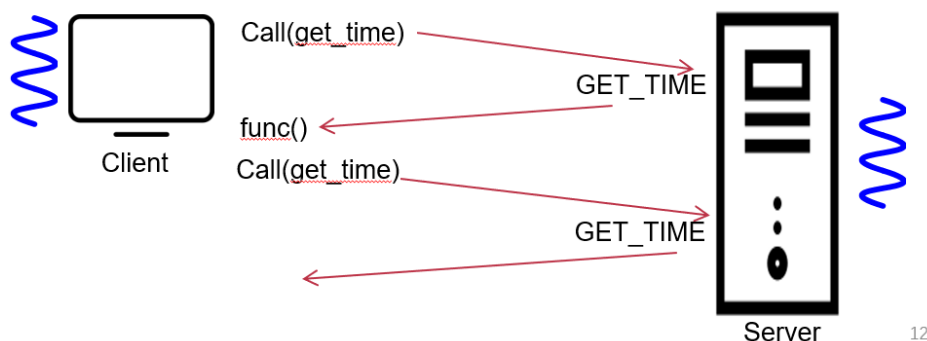 Call(get_time)
GET_TIME
func()
Client
Call(get_time)
GET_TIME
Server
12